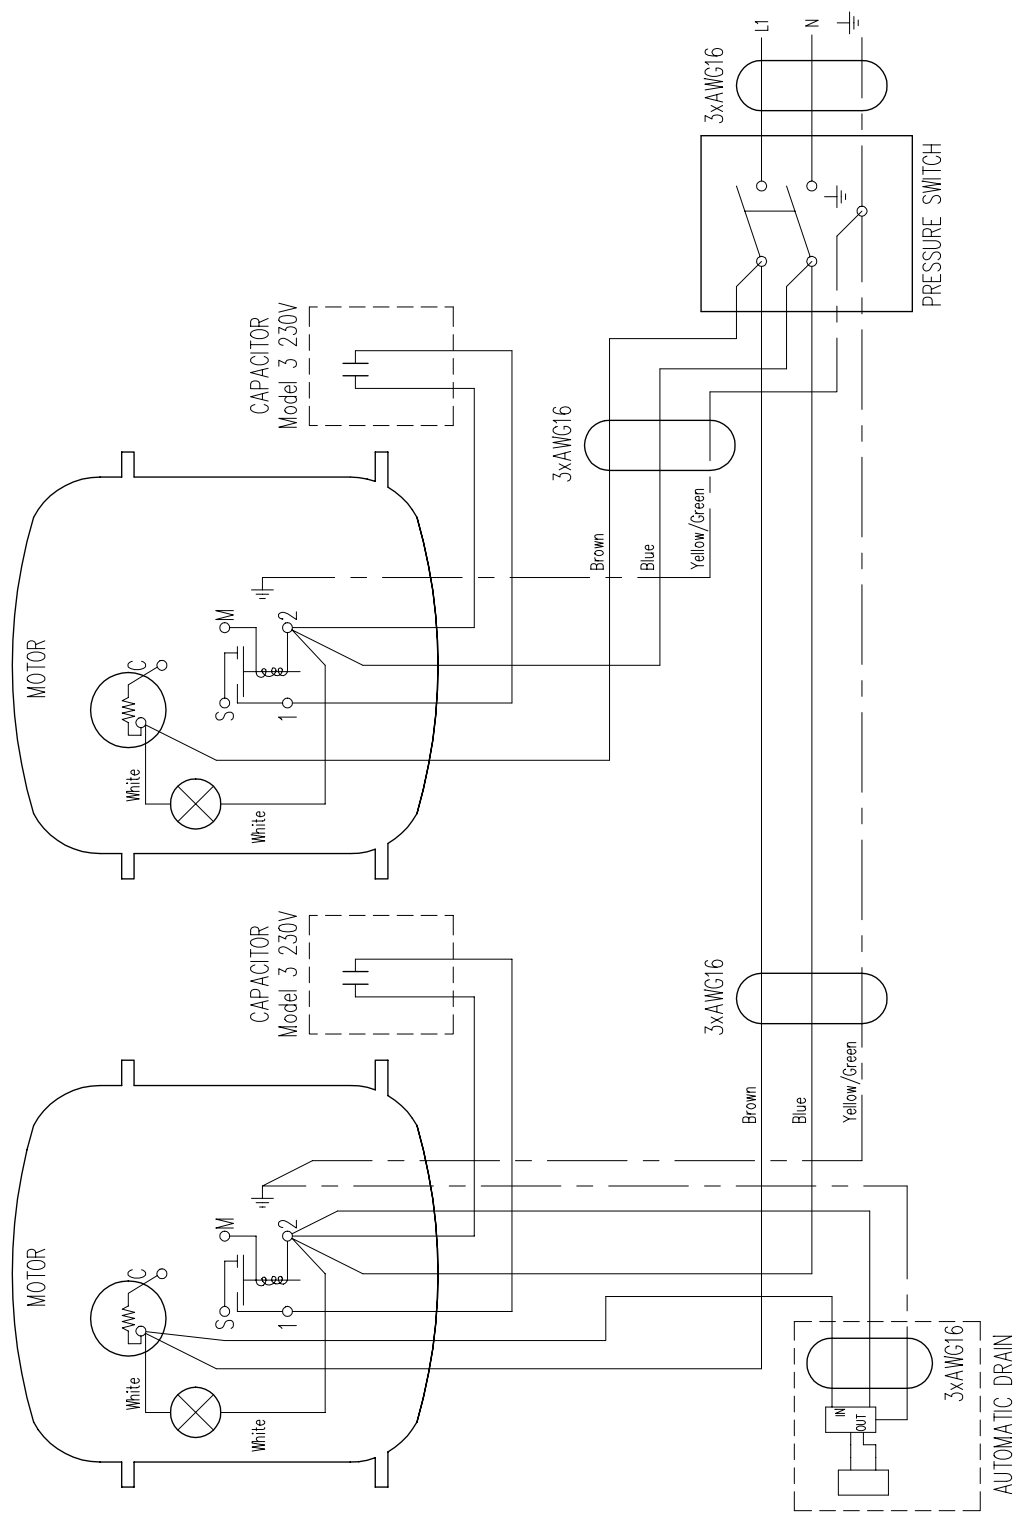 MOTOR
C
White
White
S
M
1
2
CAPACITOR
Model 3 230V
MOTOR
C
White
White
S
M
1
2
CAPACITOR
Model 3 230V
3xAWG16
Brown
Blue
Yellow/Green
3xAWG16
L1
N
PRESSURE SWITCH
3xAWG16
Brown
Blue
Yellow/Green
IN
OUT
3xAWG16
AUTOMATIC DRAIN